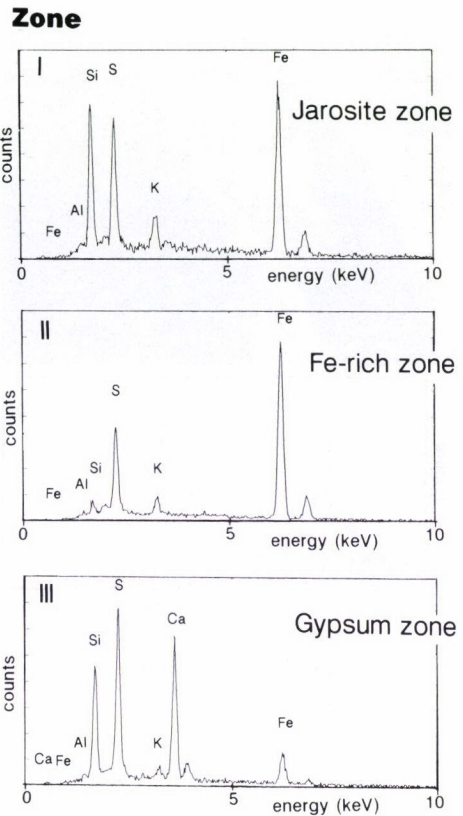 Zone
I
Fe
Si
S
Jarosite zone
K
Al
Fe
counts
0
5
10
energy (keV)
II
Fe
Fe-rich zone
S
Si
K
Al
Fe
counts
0
5
10
energy (keV)
III
S
Ca
Gypsum zone
Si
Fe
Al
K
Ca Fe
counts
0
5
10
energy (keV)